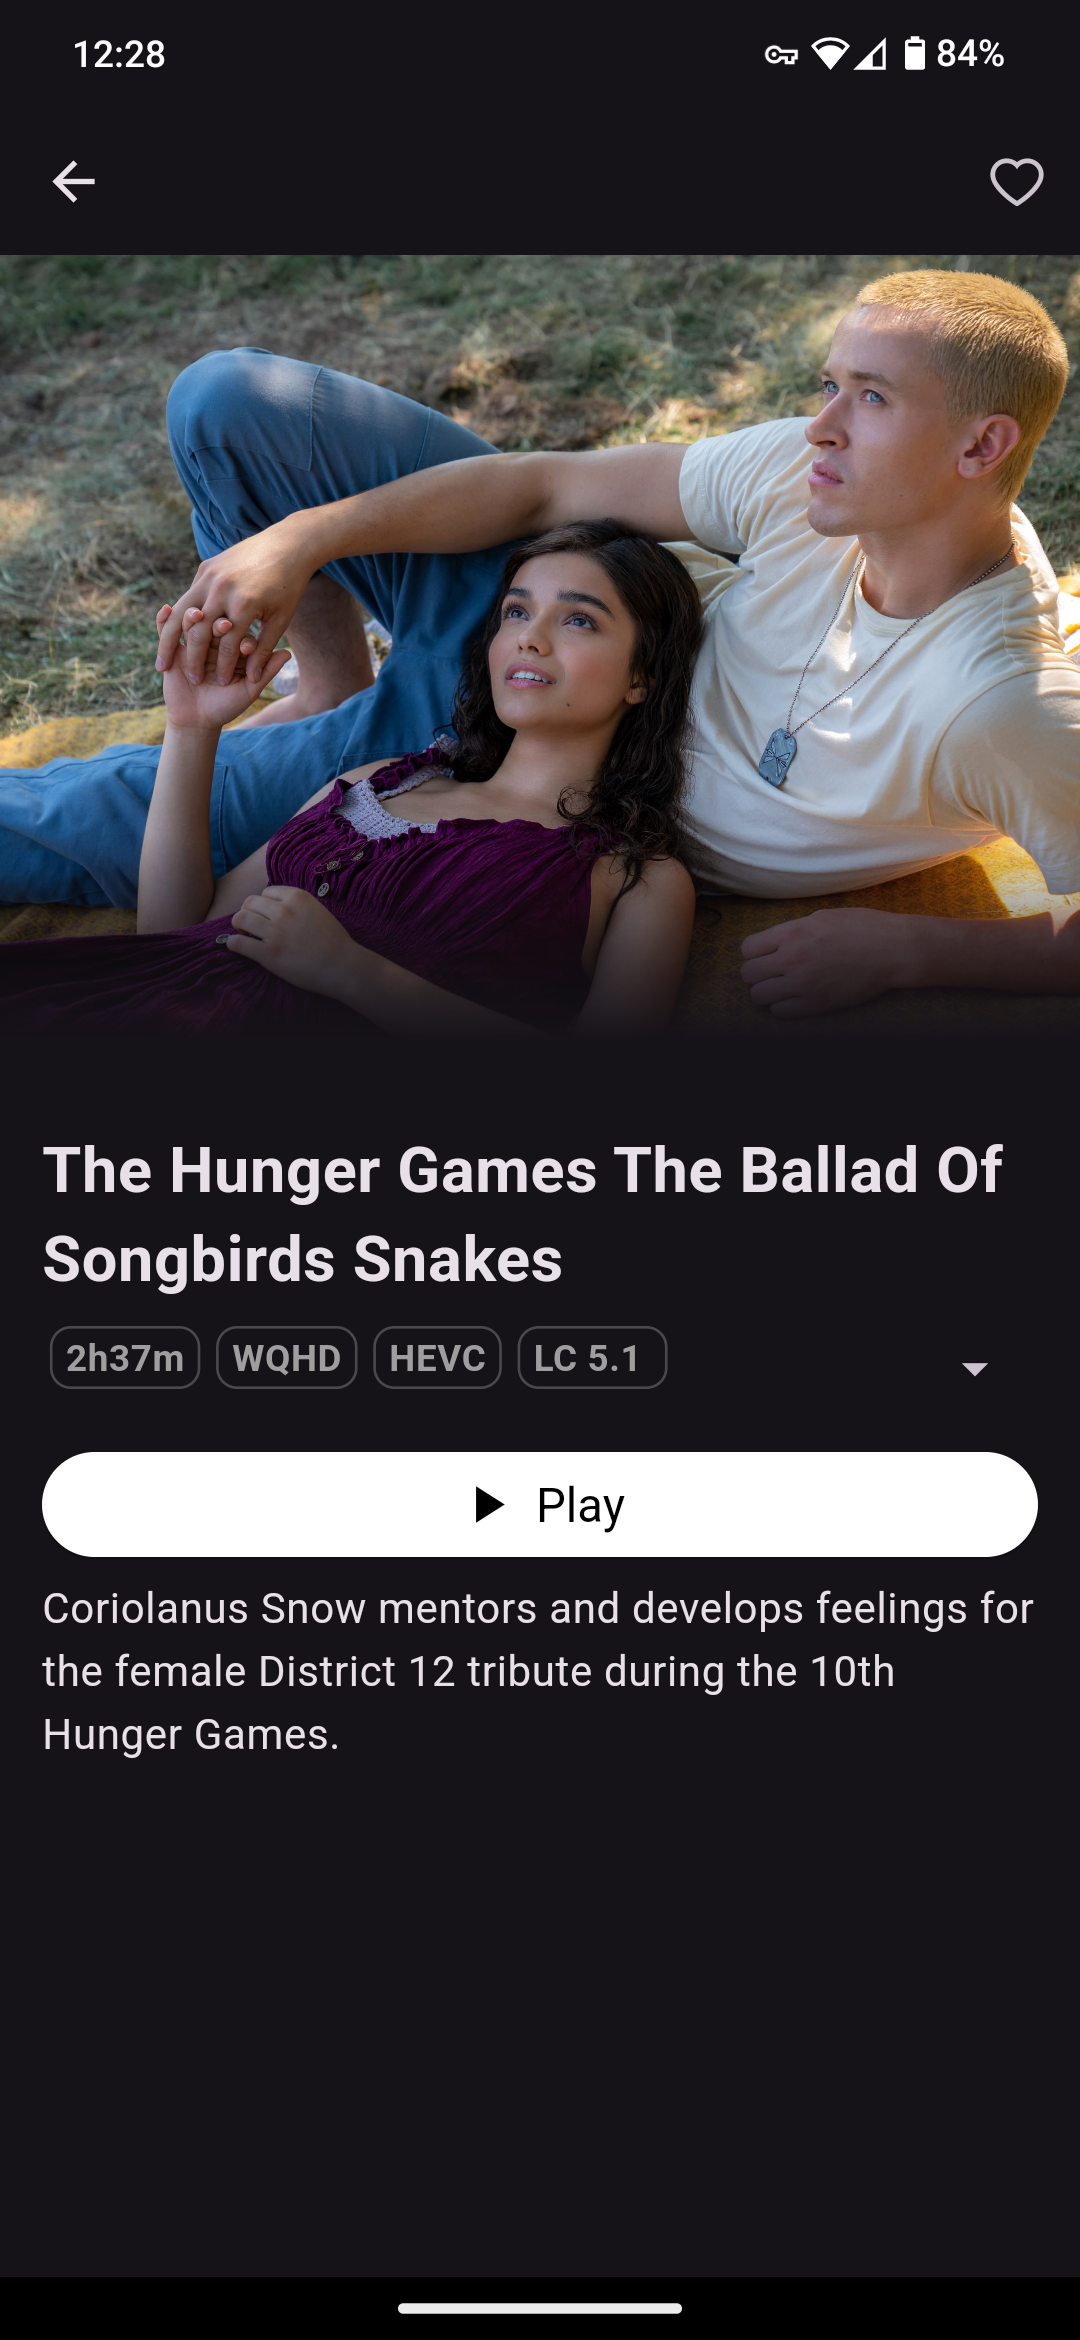 12:28
84%
The Hunger Games The Ballad Of
Songbirds Snakes
2h37m WQHD HEVC LC 5.1
Play
Coriolanus Snow mentors and develops feelings for
the female District 12 tribute during the 10th
Hunger Games.